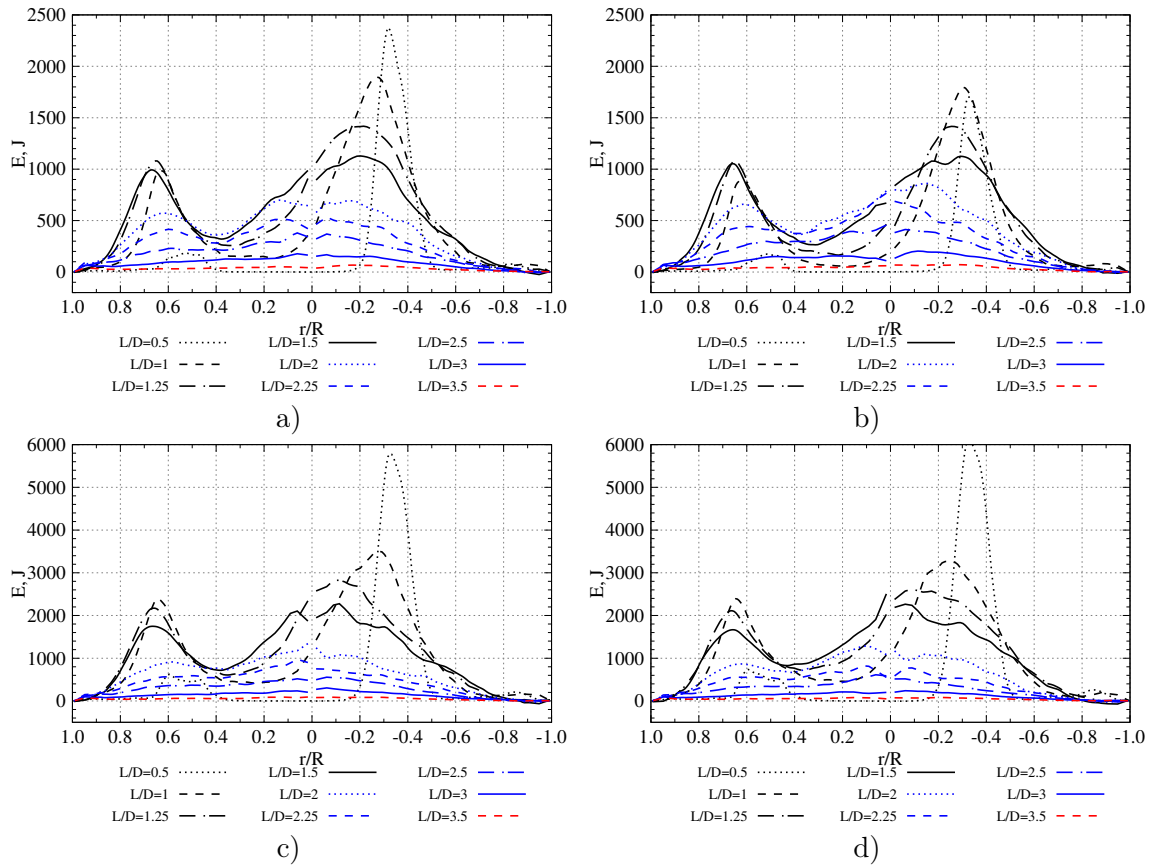 2500
2000
1500
1000
500
0
E, J
1.0 0.8 0.6 0.4 0.2 0 -0.2 -0.4 -0.6 -0.8 -1.0
r/R
L/D=0.5 L/D=1.5 L/D=2.5
L/D=1 L/D=2 L/D=3
L/D=1.25 L/D=2.25 L/D=3.5
a)
2500
2000
1500
1000
500
0
E, J
1.0 0.8 0.6 0.4 0.2 0 -0.2 -0.4 -0.6 -0.8 -1.0
r/R
L/D=0.5 L/D=1.5 L/D=2.5
L/D=1 L/D=2 L/D=3
L/D=1.25 L/D=2.25 L/D=3.5
b)
6000
5000
4000
3000
2000
1000
0
E, J
1.0 0.8 0.6 0.4 0.2 0 -0.2 -0.4 -0.6 -0.8 -1.0
r/R
L/D=0.5 L/D=1.5 L/D=2.5
L/D=1 L/D=2 L/D=3
L/D=1.25 L/D=2.25 L/D=3.5
c)
6000
5000
4000
3000
2000
1000
0
E, J
1.0 0.8 0.6 0.4 0.2 0 -0.2 -0.4 -0.6 -0.8 -1.0
r/R
L/D=0.5 L/D=1.5 L/D=2.5
L/D=1 L/D=2 L/D=3
L/D=1.25 L/D=2.25 L/D=3.5
d)